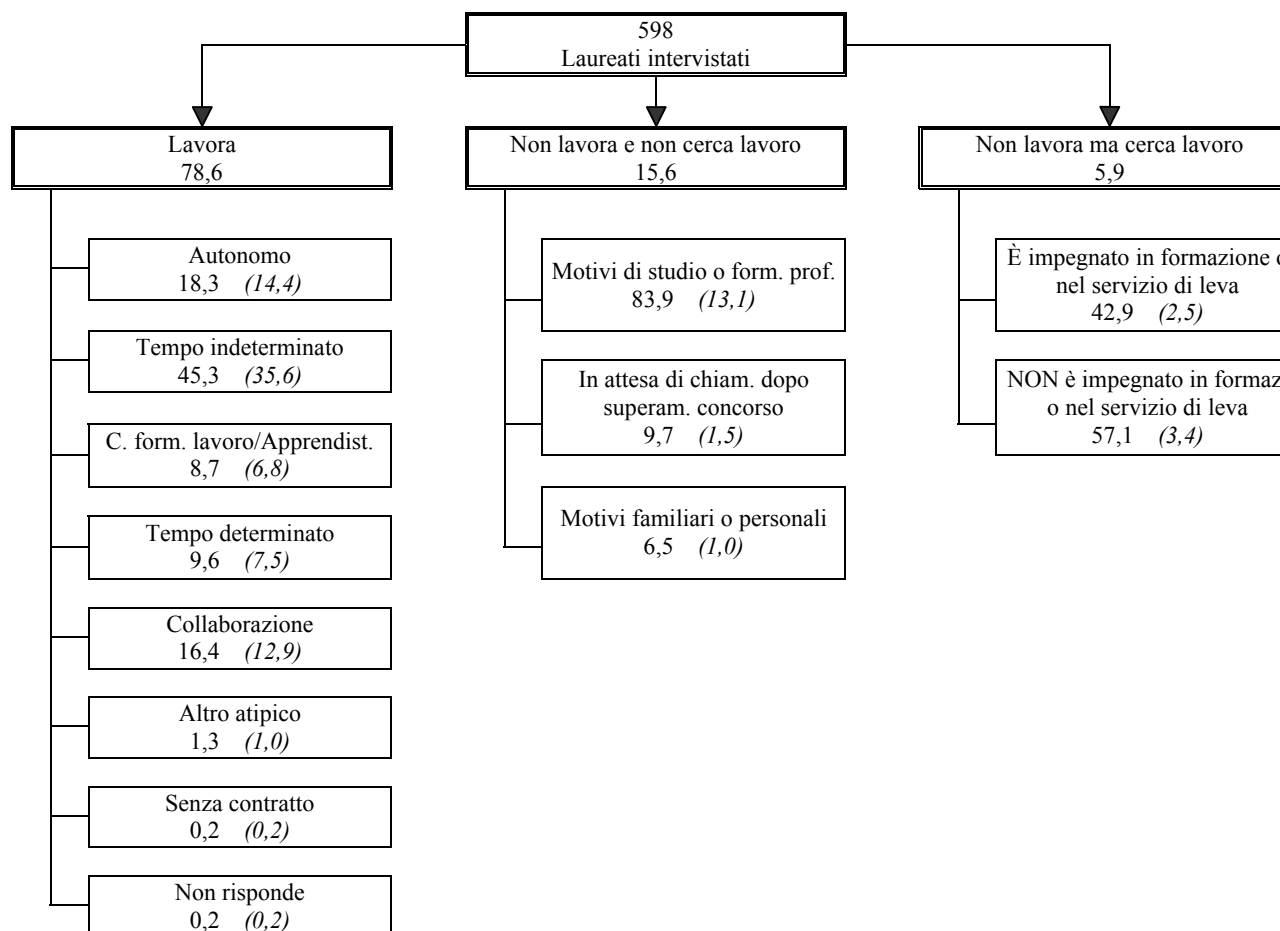 598
Laureati intervistati
Lavora
78,6
Autonomo
18,3 (14,4)
Tempo indeterminato
45,3 (35,6)
C. form. lavoro/Apprendist.
8,7 (6,8)
Tempo determinato
9,6 (7,5)
Collaborazione
16,4 (12,9)
Altro atipico
1,3 (1,0)
Senza contratto
0,2 (0,2)
Non risponde
0,2 (0,2)
Non lavora e non cerca lavoro
15,6
Motivi di studio o form. prof.
83,9 (13,1)
In attesa di chiam. dopo
superam. concorso
9,7 (1,5)
Motivi familiari o personali
6,5 (1,0)
Non lavora ma cerca lavoro
5,9
È impegnato in formazione
nel servizio di leva
42,9 (2,5)
NON è impegnato in
o nel servizio di leva
57,1 (3,4)